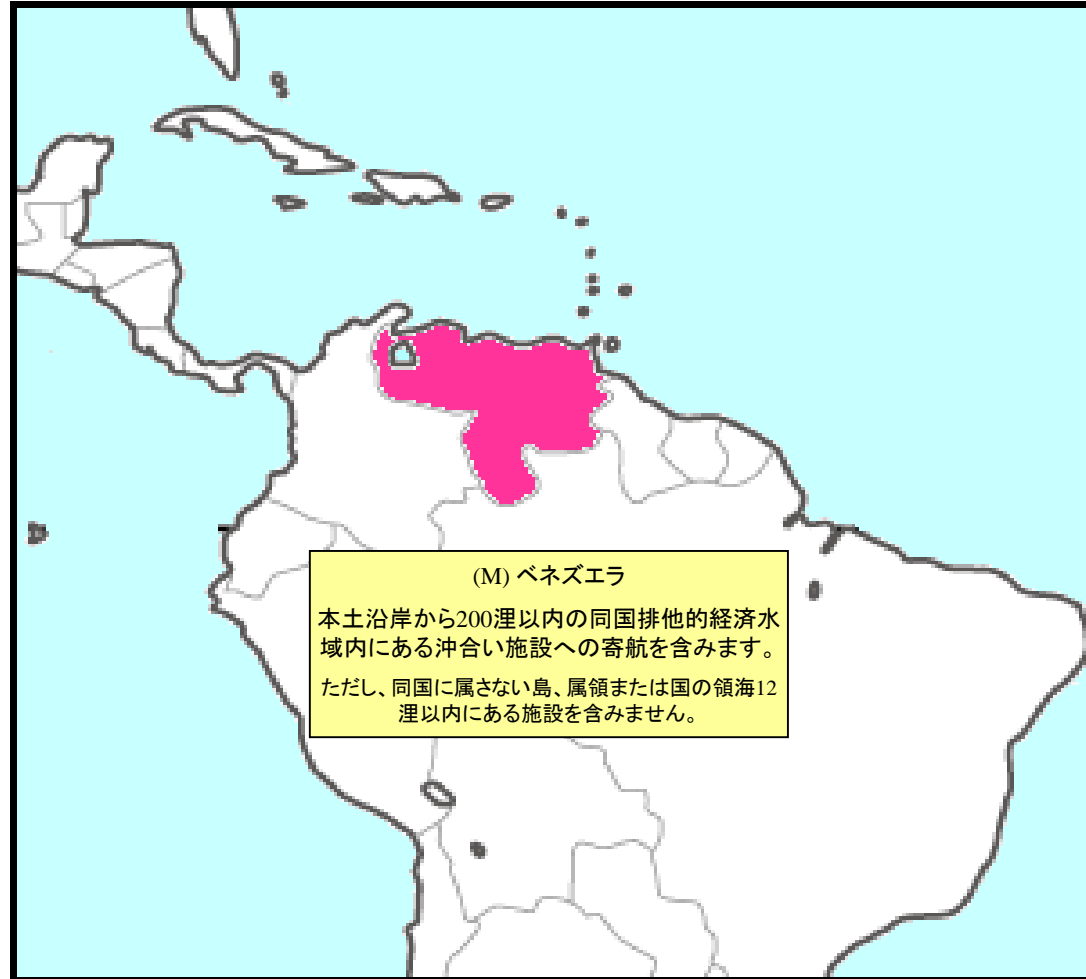 (M) ベネズエラ
本土沿岸から200浬以内の同国排他的経済水
域内にある沖合い施設への寄航を含みます。
ただし、同国に属さない島、属領または国の領海12
浬以内にある施設を含みません。